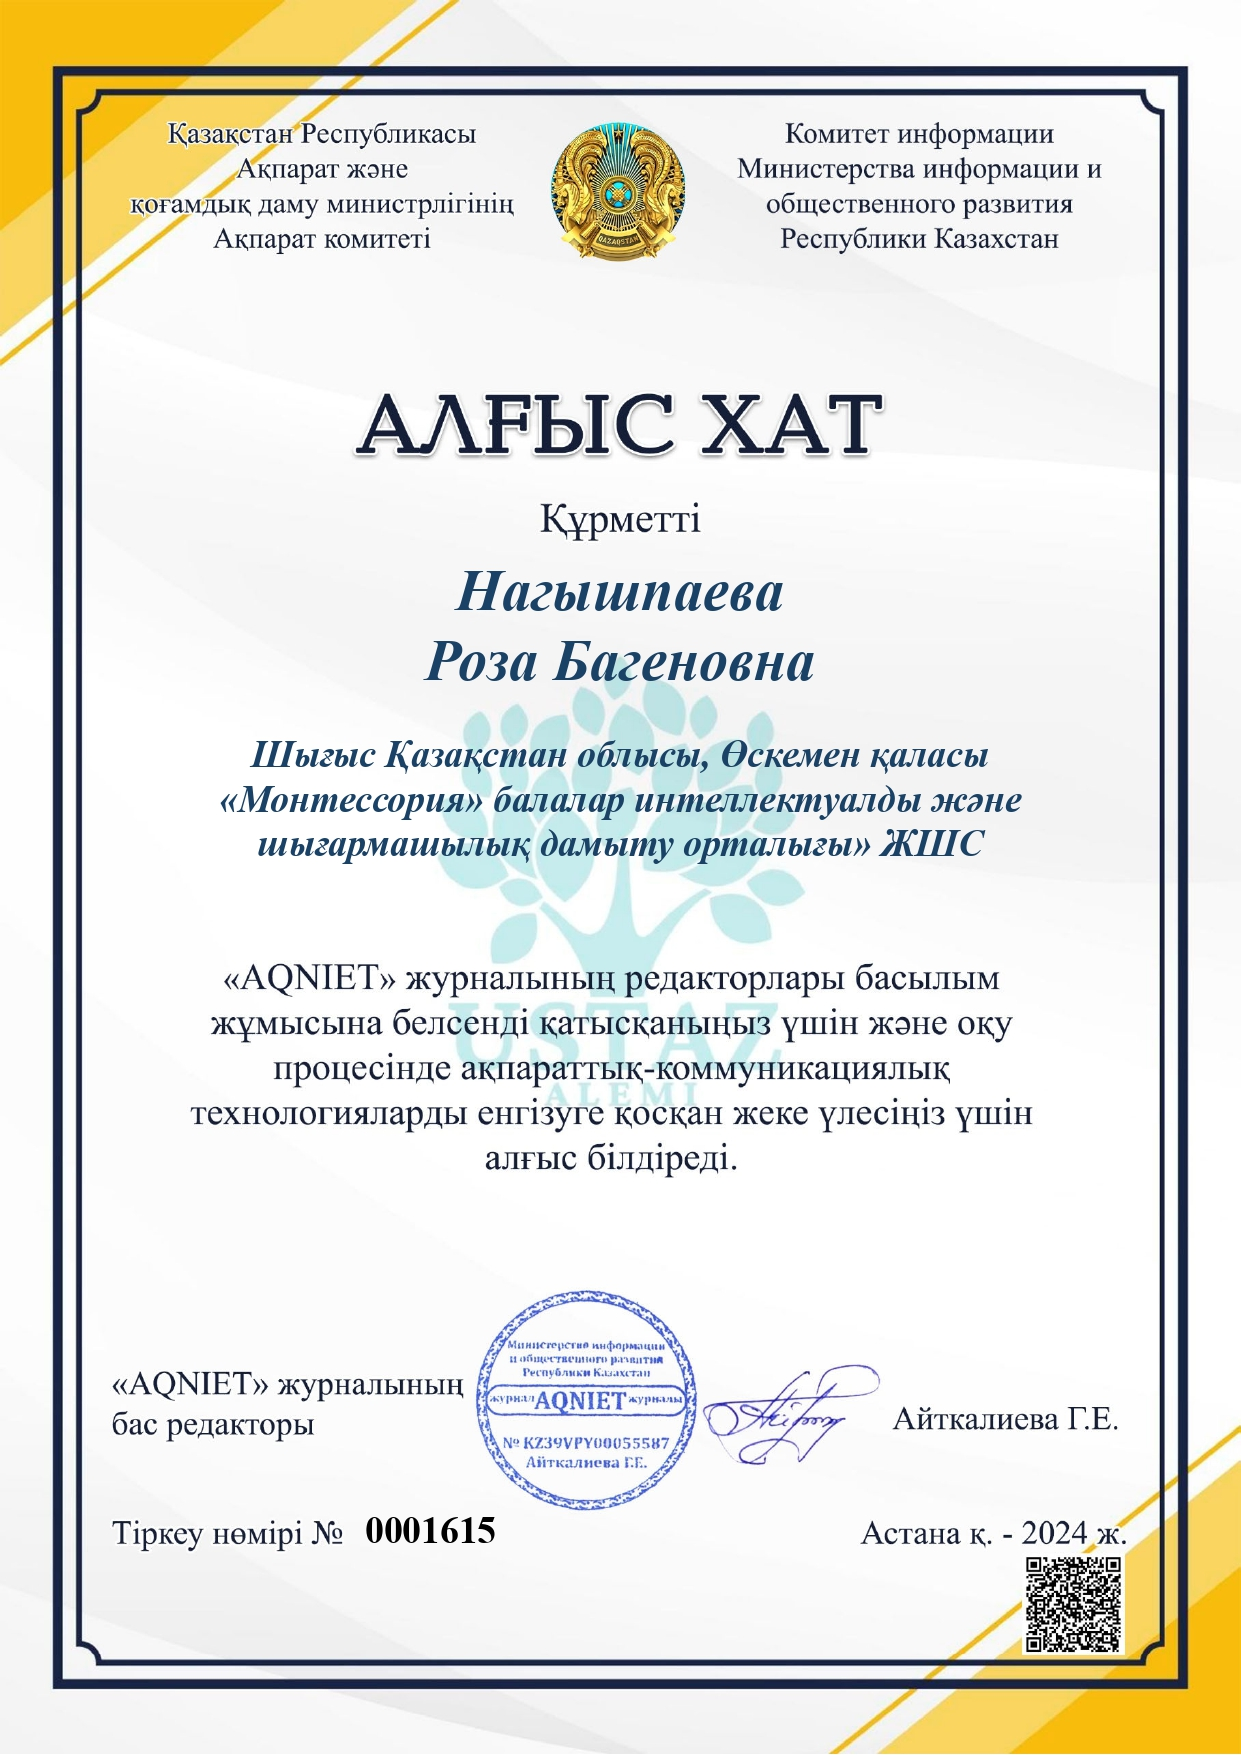 Қазақстан Республикасы
Ақпарат және
қоғамдық даму министрлігінің
Ақпарат комитеті
QAZAQSTAN
Комитет информации
Министерства информации и
общественного развития
Республики Казахстан
АЛҒЫС ХАТ
Құрметті
Нагышпаева
Роза Багеновна
Шығыс Қазақстан облысы, Өскемен қаласы
«Монтессория» балалар интеллектуалды және
шығармашылық дамыту орталығы» ЖШС
«AQNIET» журналының редакторлары басылым
жұмысына белсенді қатысқаныңыз үшін және оқу
процесінде ақпараттық-коммуникациялық
технологияларды енгізуге қосқан жеке үлесіңіз үшін
алғыс білдіреді.
USTAZ
ALEMI
«AQNIET» журналының
бас редакторы
Министерство информации
и общественного развития
Республики Казахстан
журнал AQNIET журналы
№ KZ39VPY00055587
Айткалиева Г.Е.
Айткалиева Г.Е.
Тіркеу нөмірі № 0001615
Астана қ. - 2024 ж.